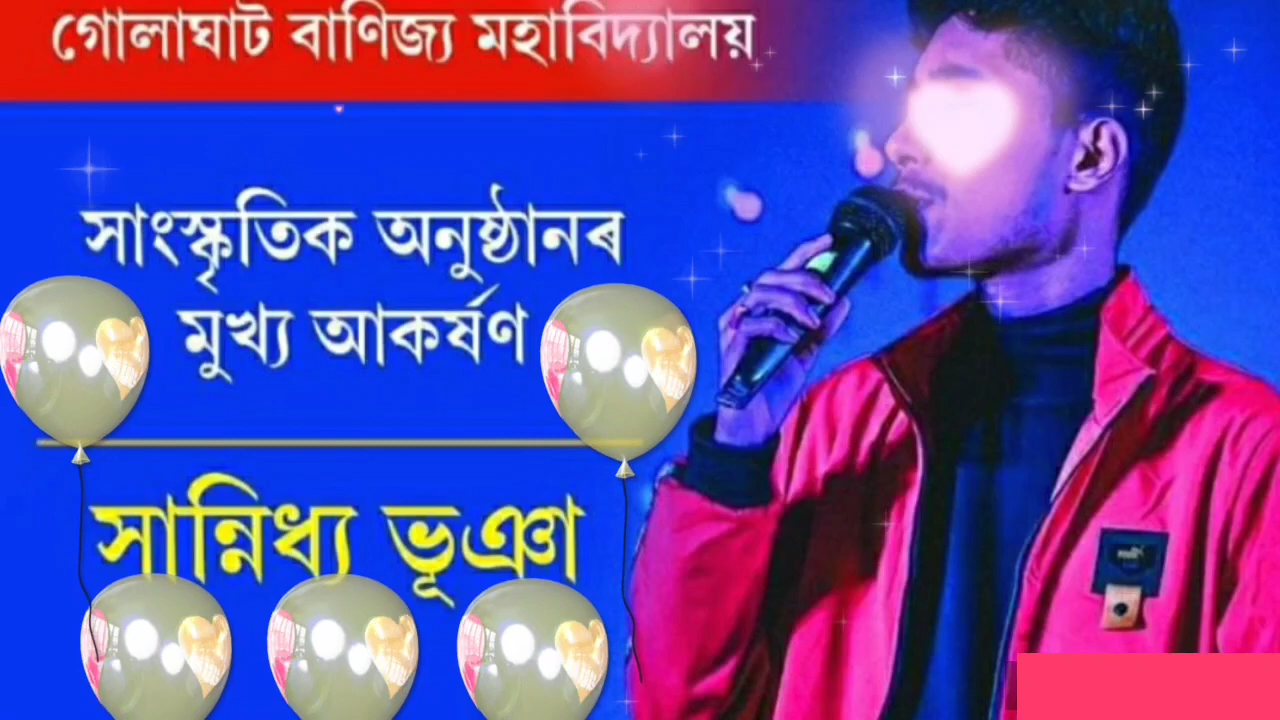 গোলাঘাট বাণিজ্য মহাবিদ্যালয়
সাংস্কৃতিক অনুষ্ঠানৰ
মুখ্য আকৰ্ষণ
সান্নিধ্য ভূঞা